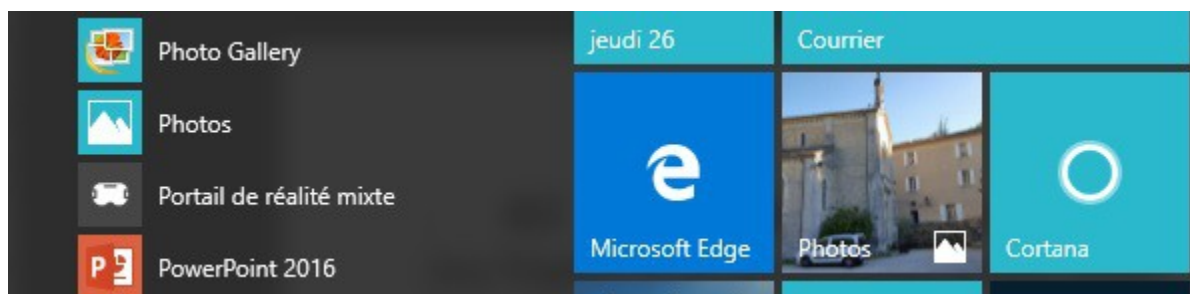 Photo Gallery
Photos
Portail de réalité mixte
PowerPoint 2016
jeudi 26
Courrier
Microsoft Edge
Photos
Cortana